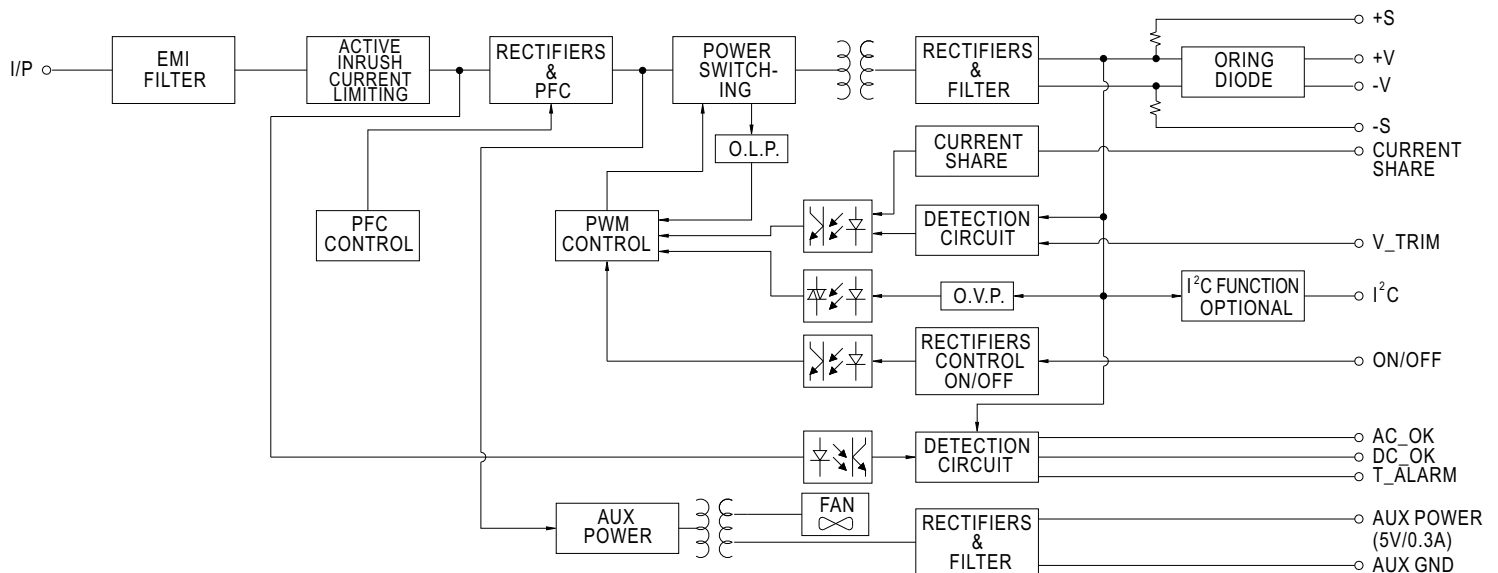 I/P
EMI
FILTER
ACTIVE
INRUSH
CURRENT
LIMITING
RECTIFIERS
&
PFC
POWER
SWITCH-
ING
RECTIFIERS
&
FILTER
ORING
DIODE
+S
+V
-V
-S
O.L.P.
CURRENT
SHARE
CURRENT
SHARE
PFC
CONTROL
PWM
CONTROL
DETECTION
CIRCUIT
V_TRIM
O.V.P.
I²C FUNCTION
OPTIONAL
I²C
RECTIFIERS
CONTROL
ON/OFF
ON/OFF
DETECTION
CIRCUIT
AC_OK
DC_OK
T_ALARM
AUX
POWER
FAN
RECTIFIERS
&
FILTER
AUX POWER
(5V/0.3A)
AUX GND